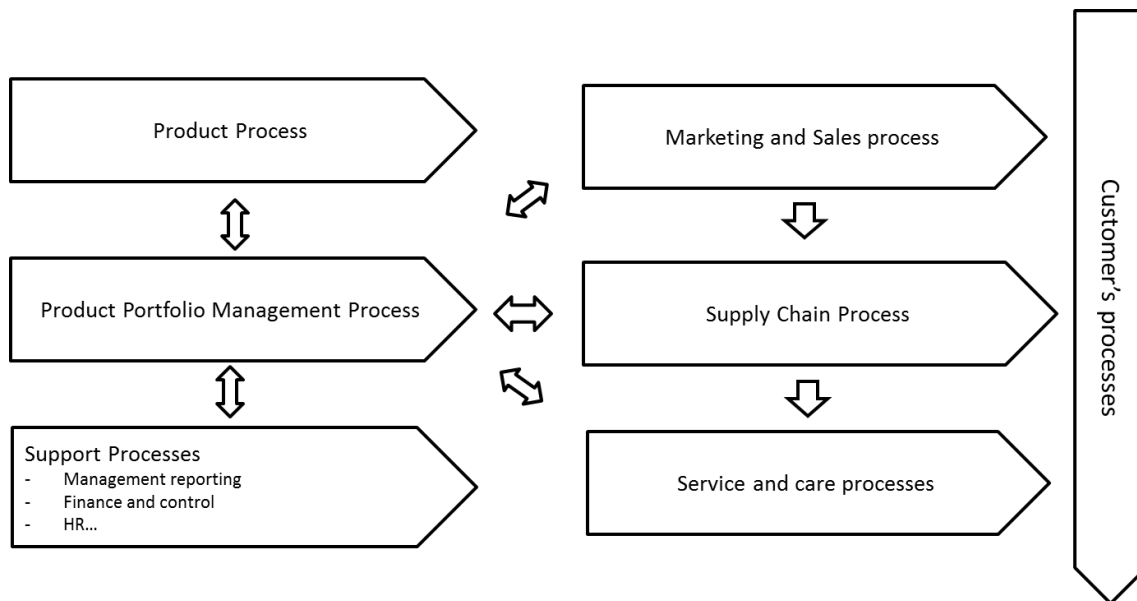 Product Process
Marketing and Sales process
Product Portfolio Management Process
Supply Chain Process
Support Processes
- Management reporting
- Finance and control
- HR...
Service and care processes
Customer's processes